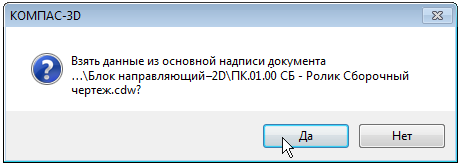 КОМПАС-3D
Взять данные из основной надписи документа
...\Блок направляющий–2D\ПК.01.00 СБ - Ролик Сборочный
чертеж.cdw?
Да
Нет